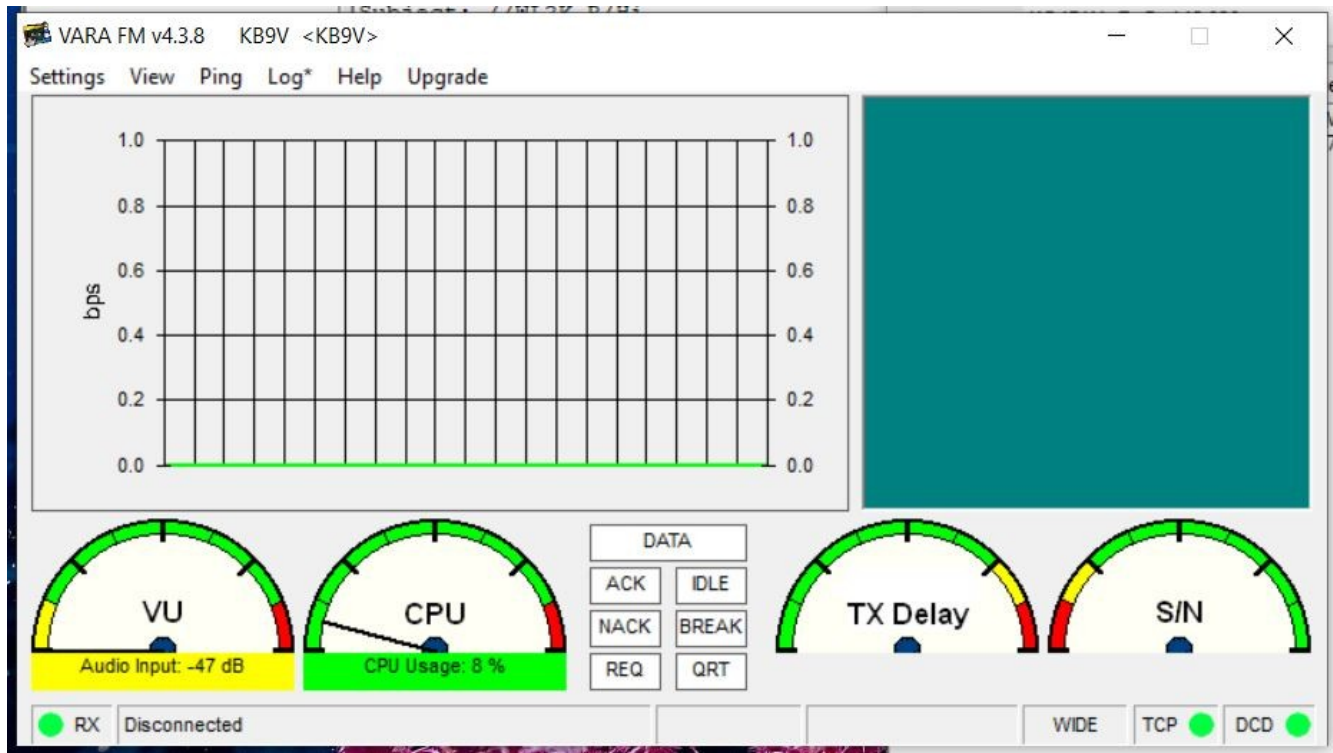 Subject: //WL2K R/Hi
VARA FM v4.3.8 KB9V <KB9V>
Settings View Ping Log* Help Upgrade
1.0 1.0
0.8 0.8
0.6 0.6
bps
0.4 0.4
0.2 0.2
0.0 0.0
DATA
ACK IDLE
NACK BREAK
REQ QRT
VU
CPU
TX Delay
S/N
Audio Input: -47 dB
CPU Usage: 8 %
RX Disconnected WIDE TCP DCD